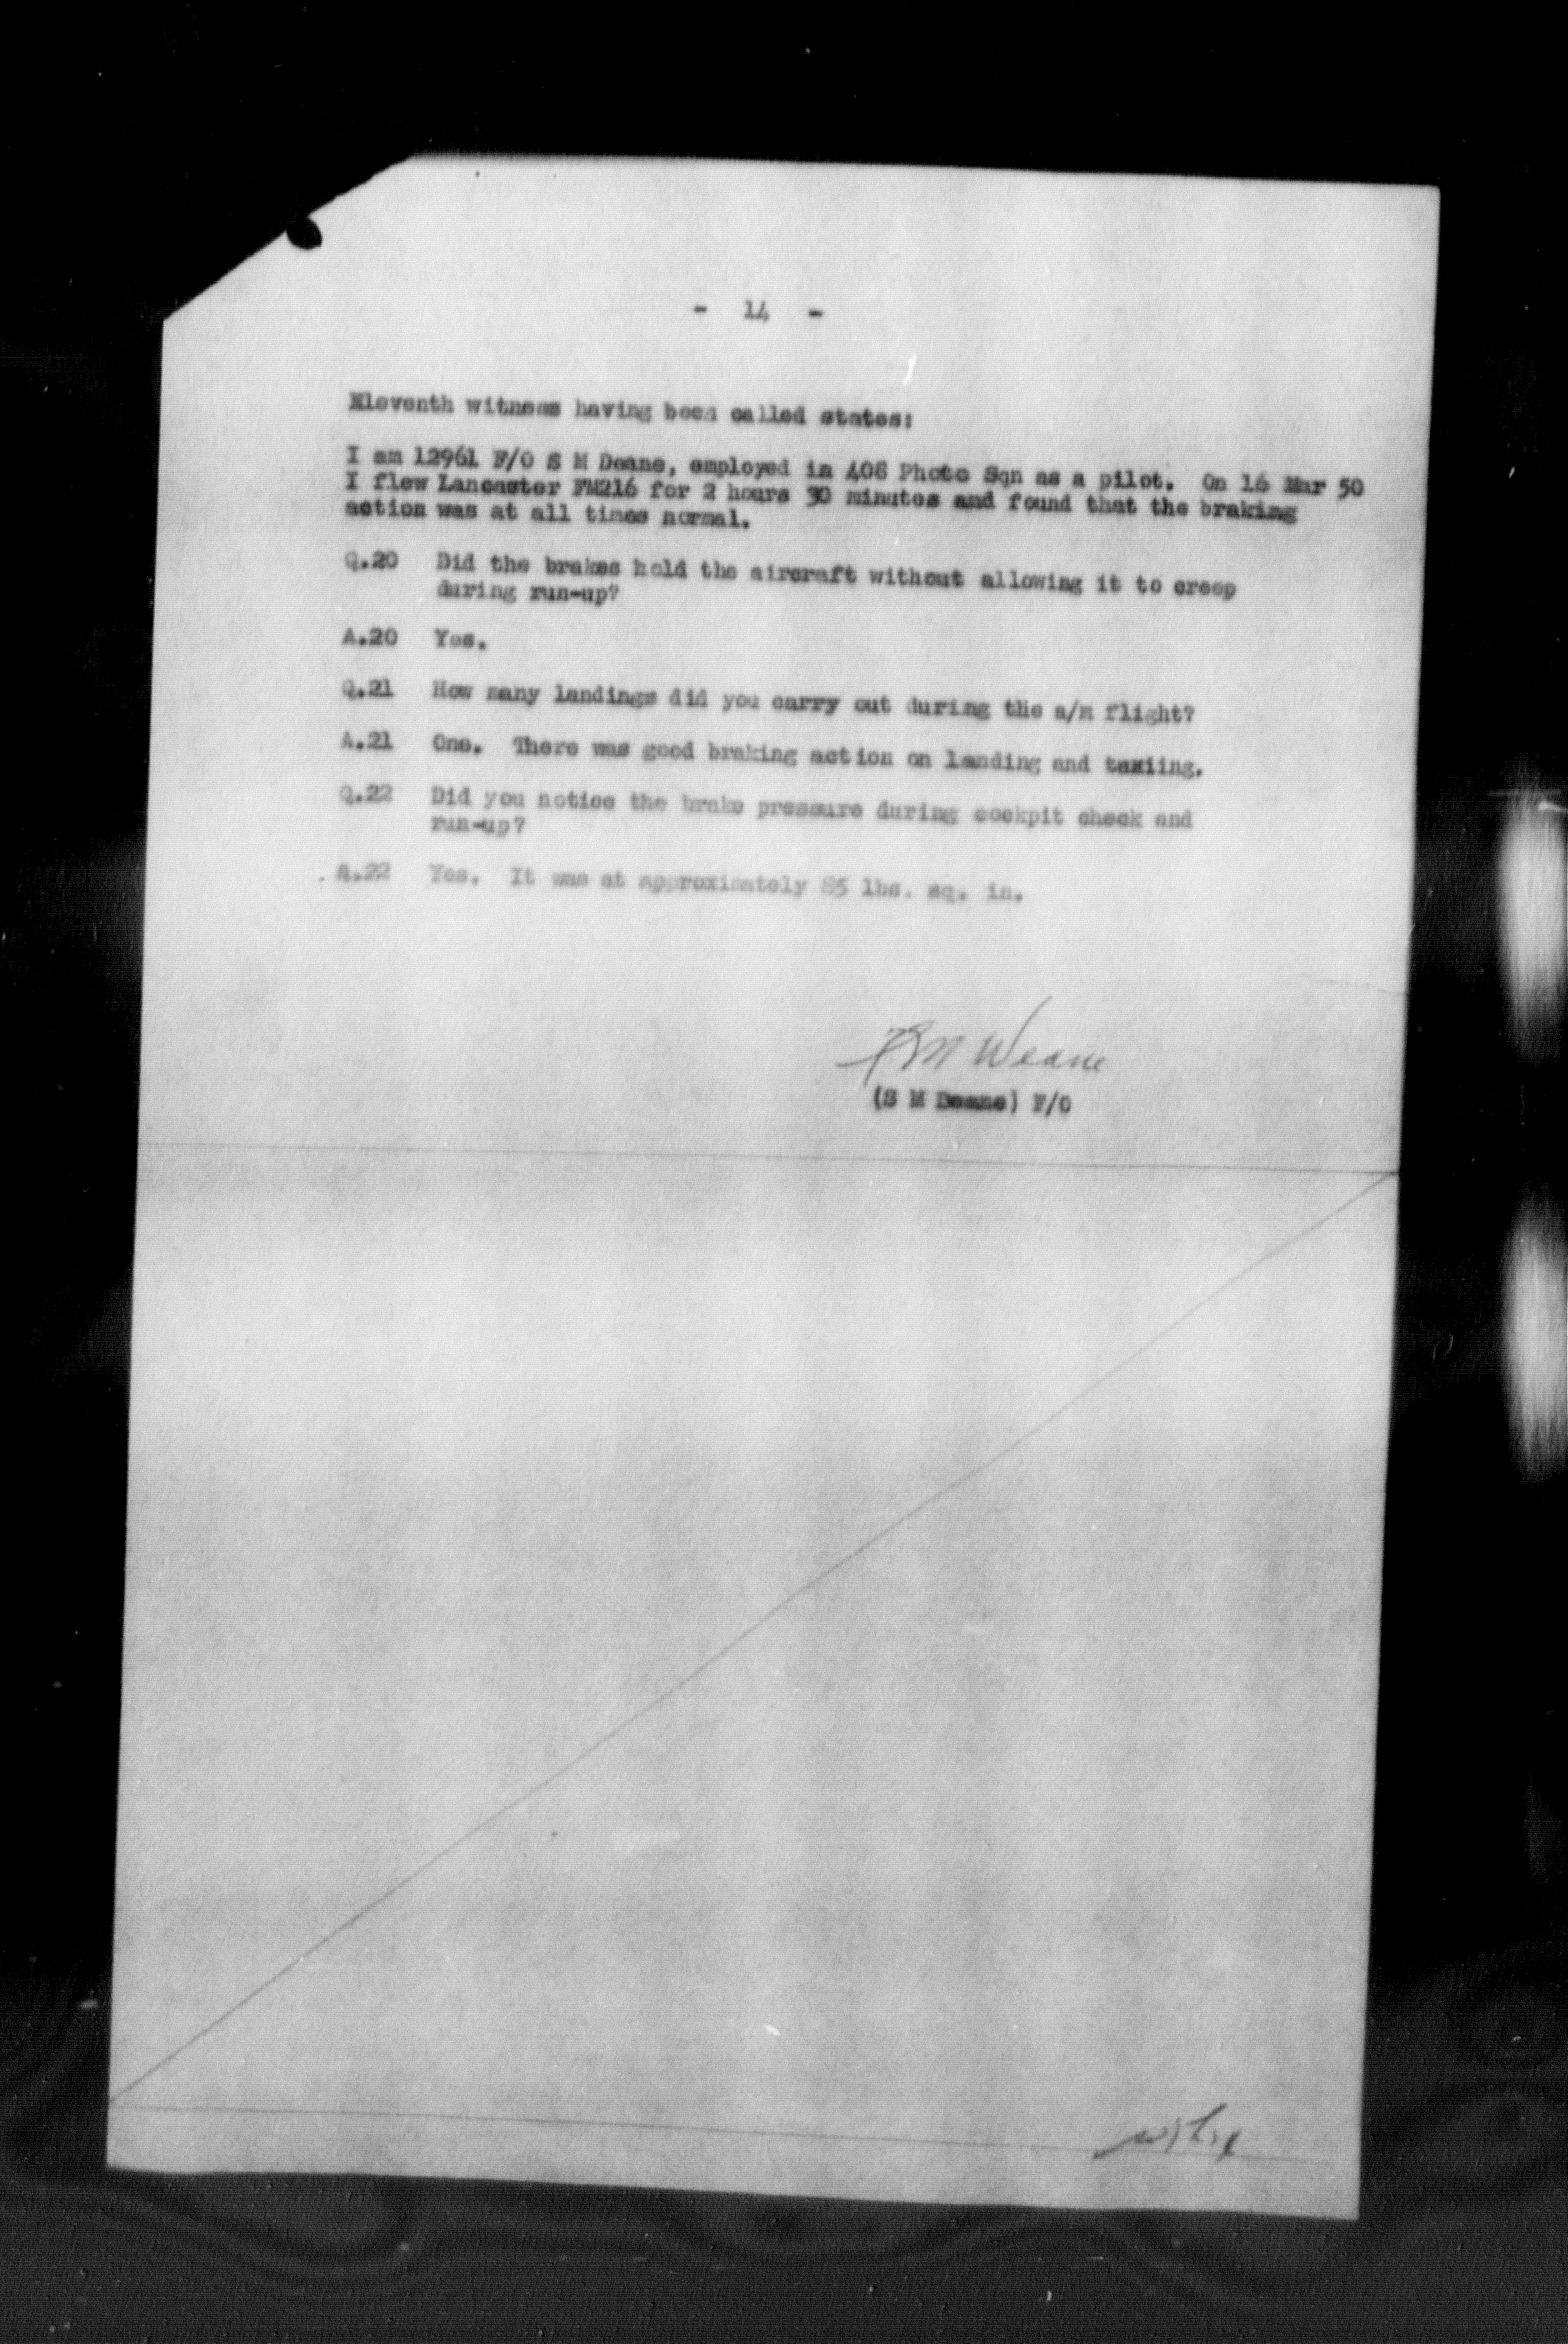 - 14 -
Eleventh witness having been called states:
I am 12961 F/O S M Deane, employed in 408 Photo Sqn as a pilot. On 16 Mar 50
I flew Lancaster FM216 for 2 hours 30 minutes and found that the braking
action was at all times normal.
Q.20 Did the brakes hold the aircraft without allowing it to creep
during run-up?
A.20 Yes.
Q.21 How many landings did you carry out during the a/m flight?
A.21 One. There was good braking action on landing and taxiing.
Q.22 Did you notice the brake pressure during cockpit check and
run-up?
A.22 Yes. It was at approximately 85 lbs. sq. in.
(S M Deane) F/O